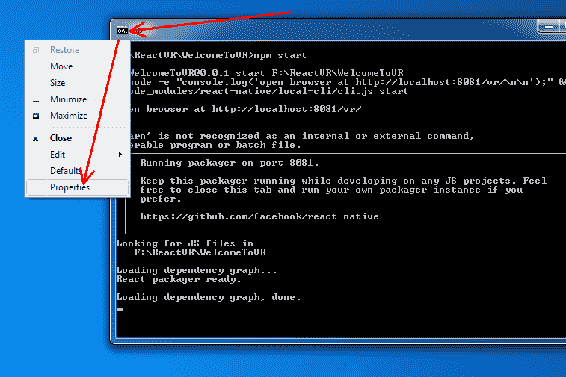 Restore
Move
Size
Minimize
Maximize
Close
Edit
Defaults
Properties
\ReactVR\WelcomeToVR>npm start
WelcomeToVR@0.0.1 start F:\ReactVR\WelcomeToVR
node -e "console.log('open browser at http://localhost:8081/vr/\n\n');"
node_modules/react-native/local-cli/cli.js start
browser at http://localhost:8081/vr/
' is not recognized as an internal or external command,
operable program or batch file.
Running packager on port 8081.
Keep this packager running while developing on any JS projects. Feel
free to close this tab and run your own packager instance if you
prefer.
https://github.com/facebook/react-native
Looking for JS files in
F:\ReactVR\WelcomeToVR
Loading dependency graph...
React packager ready.
Loading dependency graph, done.